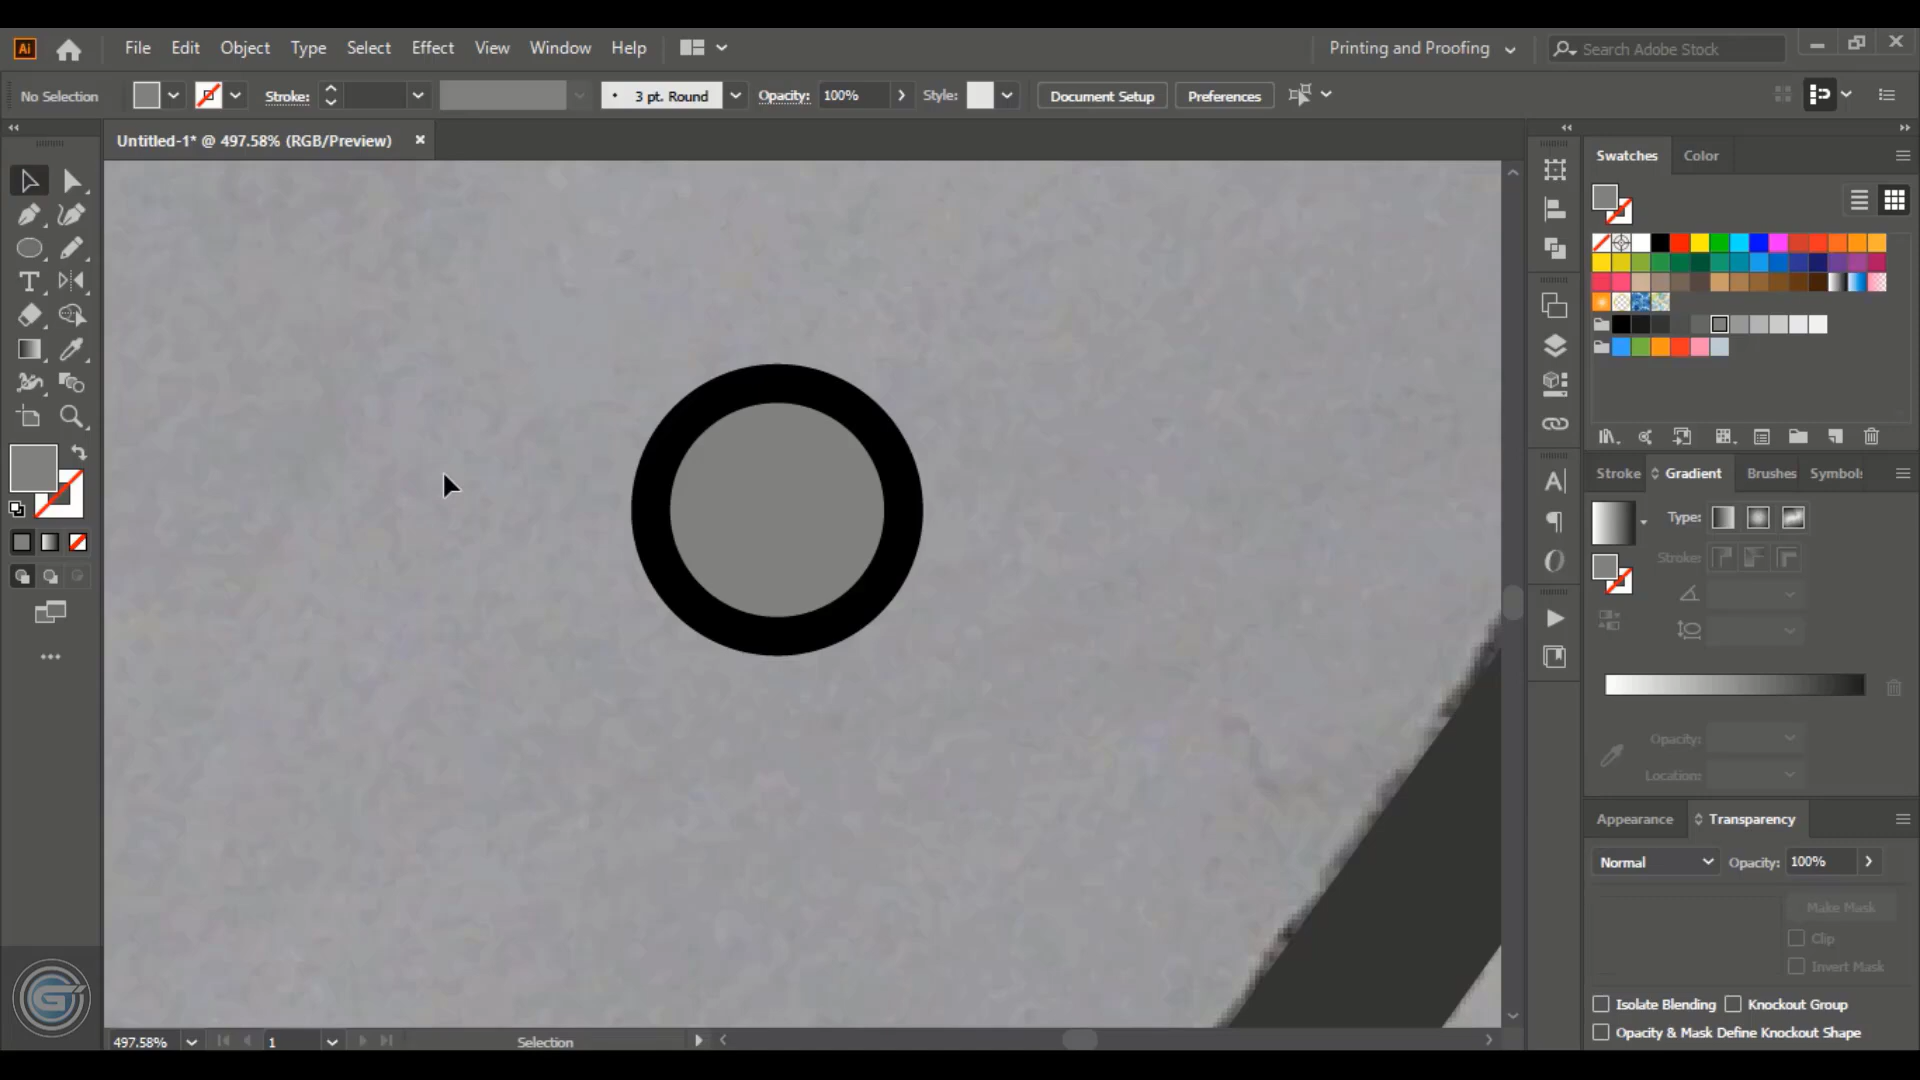 Ai File Edit Object Type Select Effect View Window Help Printing and Proofing Search Adobe Stock
No Selection Stroke: 3 pt. Round Opacity: 100% Style: Document Setup Preferences
Untitled-1* @ 497.58% (RGB/Preview)
Swatches Color
Stroke Gradient Brushes Symbol
Type:
Stroke:
Opacity:
Location:
Appearance Transparency
Normal Opacity: 100%
Make Mask
Clip
Invert Mask
Isolate Blending Knockout Group
Opacity & Mask Define Knockout Shape
497.58% 1 Selection